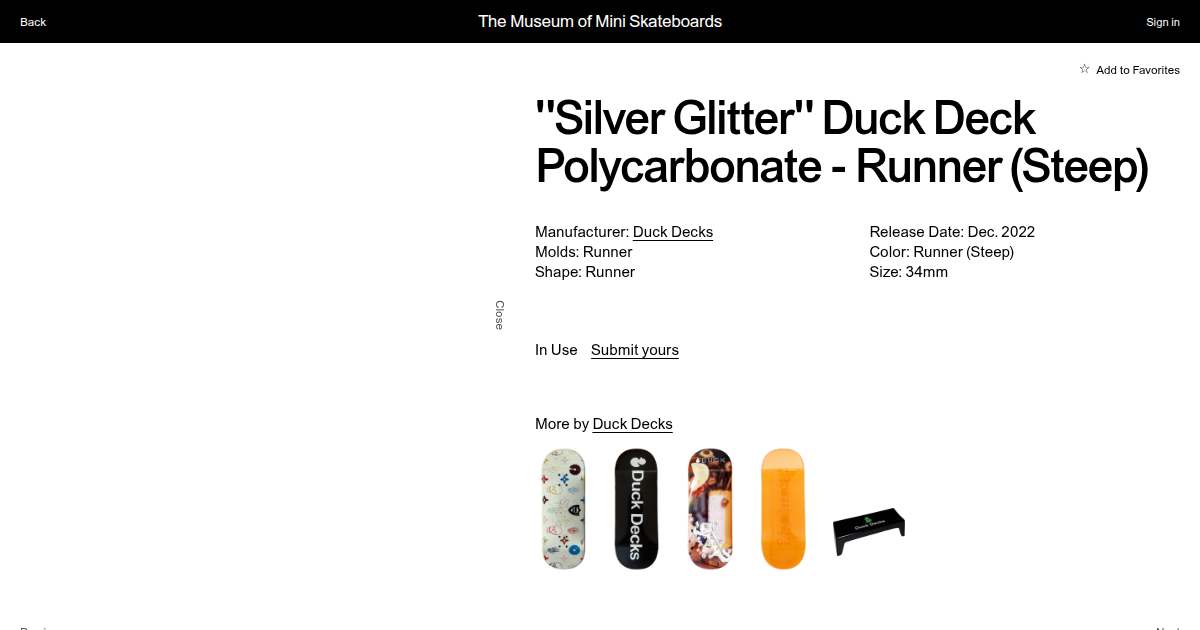 Back
The Museum of Mini Skateboards
Sign in
☆ Add to Favorites
"Silver Glitter" Duck Deck
Polycarbonate - Runner (Steep)
Manufacturer: Duck Decks
Molds: Runner
Shape: Runner
Release Date: Dec. 2022
Color: Runner (Steep)
Size: 34mm
Close
In Use
Submit yours
More by Duck Decks
Duck Decks
Duck Decks